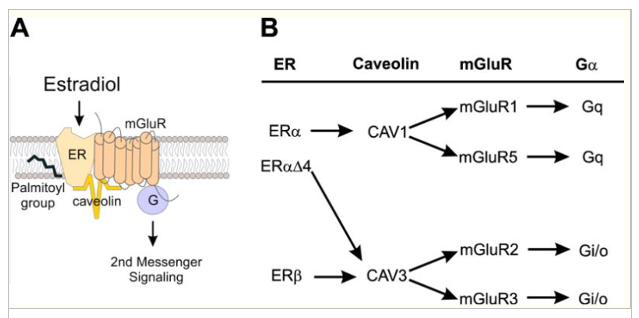 A
Estradiol
mGluR
ER
Palmitoyl
group
caveolin
G
2nd Messenger
Signaling
B
ER Caveolin mGluR Gα
mGluR1 Gq
ERα CAV1
mGluR5 Gq
ERαΔ4
mGluR2 Gi/o
ERβ CAV3
mGluR3 Gi/o